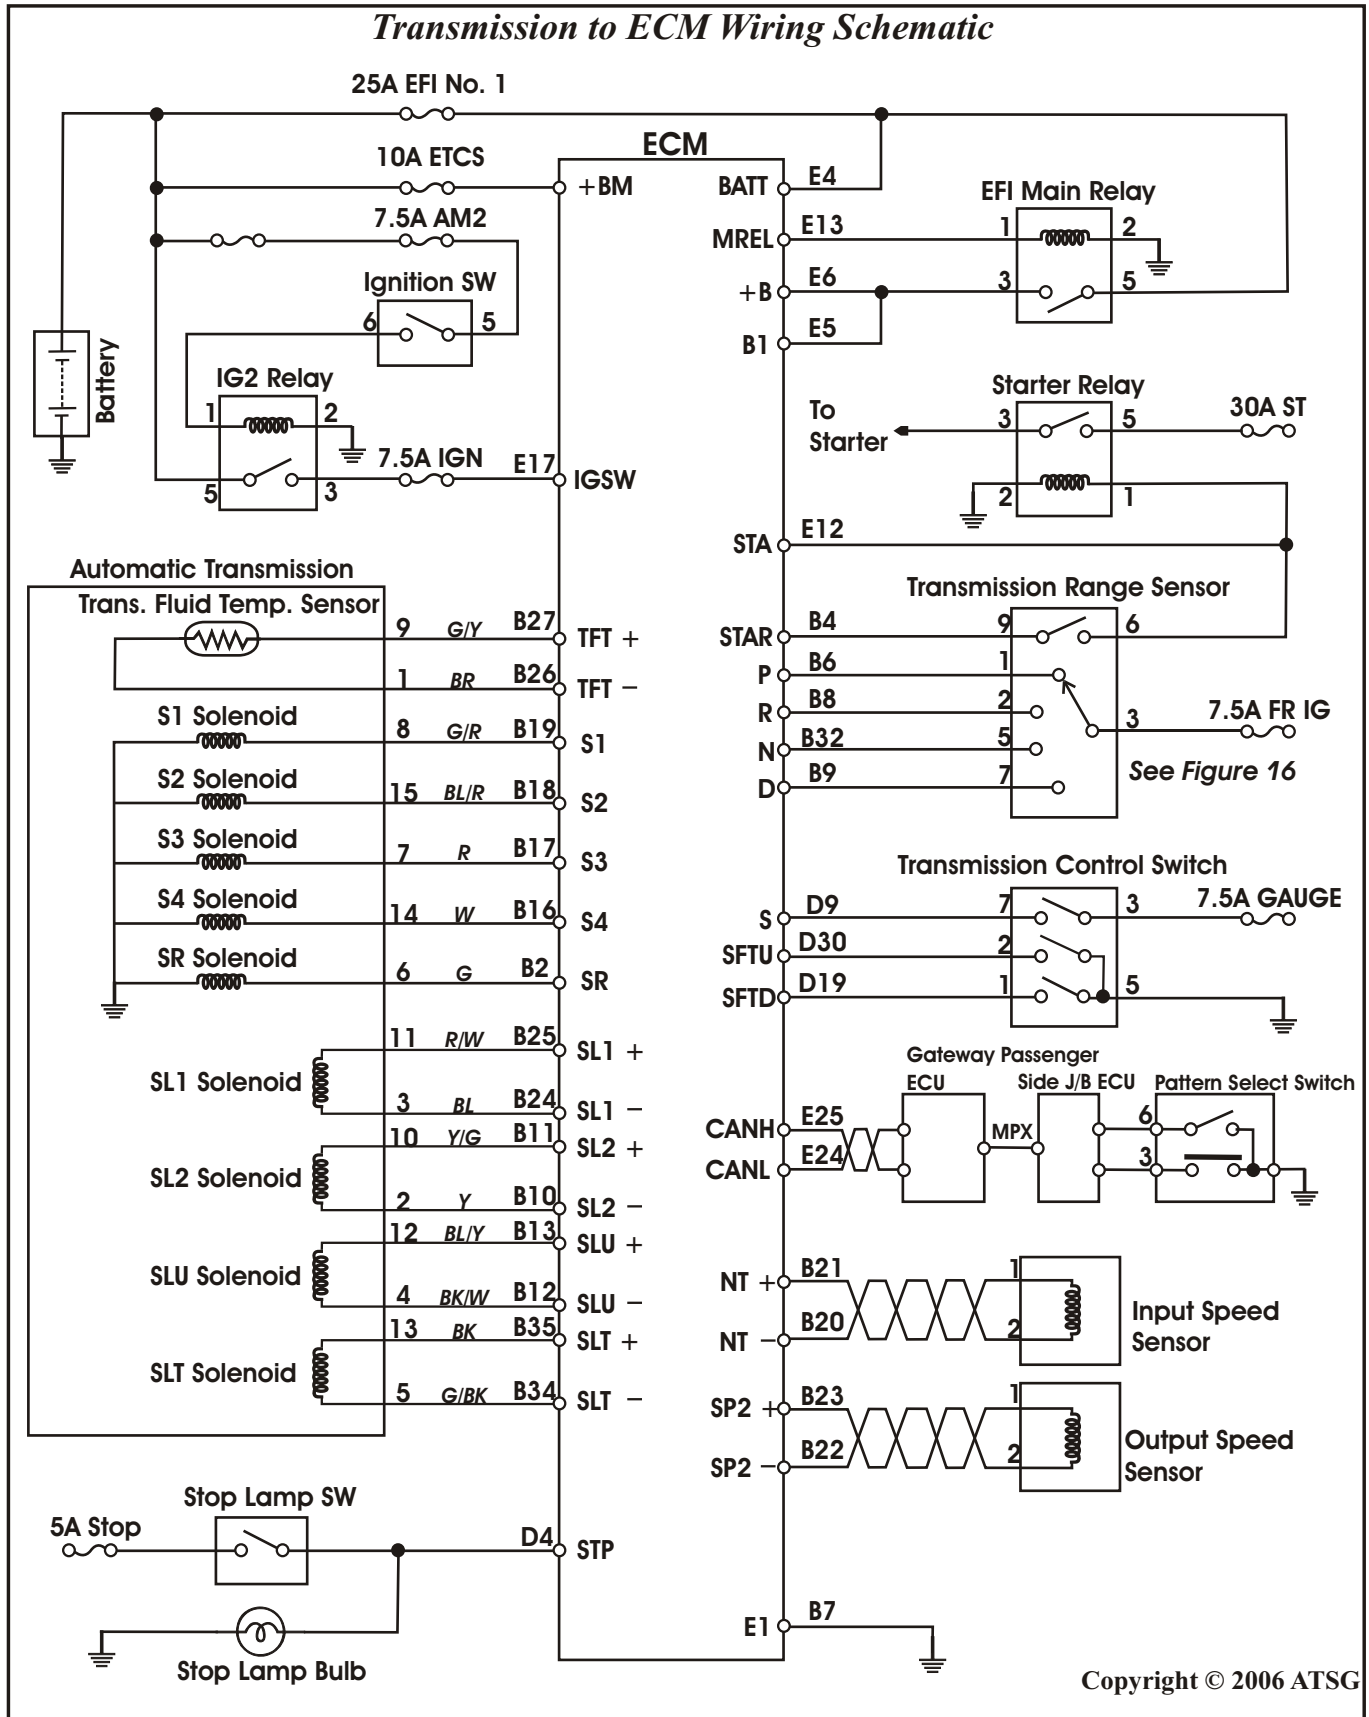 Transmission to ECM Wiring Schematic
25A EFI No. 1
ECM
10A ETCS
+BM
BATT
E4
EFI Main Relay
7.5A AM2
MREL
E13
1
2
Ignition SW
+B
E6
3
5
6
5
B1
E5
Battery
IG2 Relay
1
2
Starter Relay
To
Starter
3
5
30A ST
7.5A IGN
E17
IGSW
5
3
2
1
STA
E12
Automatic Transmission
Trans. Fluid Temp. Sensor
9
G/Y
B27
TFT +
1
BR
B26
TFT −
S1 Solenoid
8
G/R
B19
S1
S2 Solenoid
15
BL/R
B18
S2
S3 Solenoid
7
R
B17
S3
S4 Solenoid
14
W
B16
S4
SR Solenoid
6
G
B2
SR
SL1 Solenoid
11
R/W
B25
SL1 +
3
BL
B24
SL1 −
SL2 Solenoid
10
Y/G
B11
SL2 +
2
Y
B10
SL2 −
SLU Solenoid
12
BL/Y
B13
SLU +
4
BK/W
B12
SLU −
SLT Solenoid
13
BK
B35
SLT +
5
G/BK
B34
SLT −
Transmission Range Sensor
STAR
B4
9
6
P
B6
1
R
B8
2
3
7.5A FR IG
N
B32
5
D
B9
7
See Figure 16
Transmission Control Switch
S
D9
7
3
7.5A GAUGE
SFTU
D30
2
SFTD
D19
1
5
Gateway Passenger
ECU
Side J/B ECU
Pattern Select Switch
CANH
E25
MPX
6
CANL
E24
3
NT +
B21
1
NT −
B20
2
Input Speed
Sensor
SP2 +
B23
1
SP2 −
B22
2
Output Speed
Sensor
Stop Lamp SW
5A Stop
D4
STP
Stop Lamp Bulb
E1
B7
Copyright © 2006 ATSG